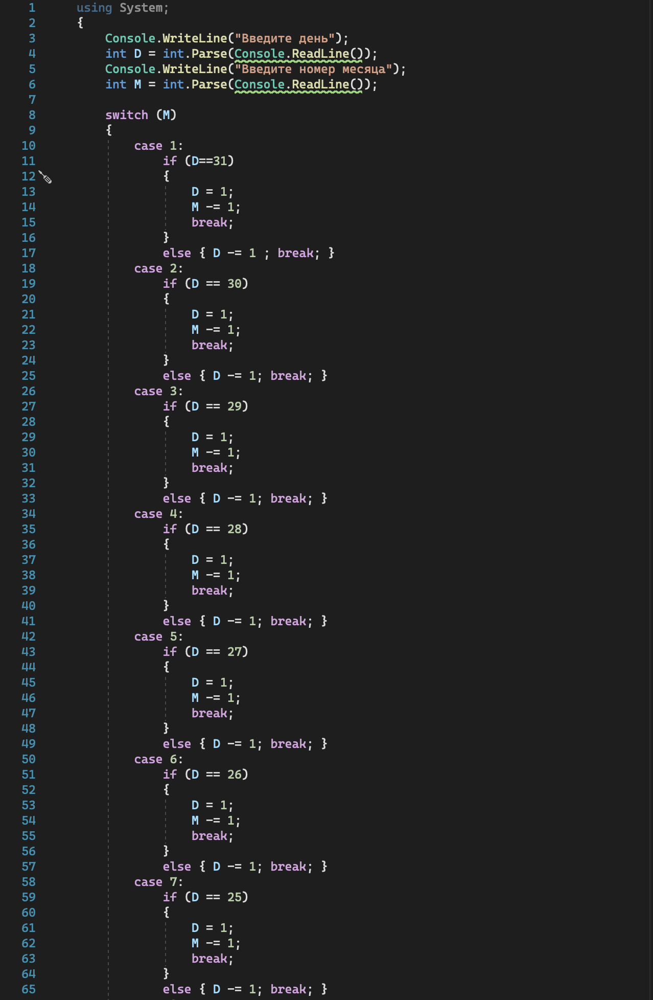 1 using System;
2 {
3 Console.WriteLine("Введите день");
4 int D = int.Parse(Console.ReadLine());
5 Console.WriteLine("Введите номер месяца");
6 int M = int.Parse(Console.ReadLine());
7
8 switch (M)
9 {
10 case 1:
11 if (D==31)
12 {
13 D = 1;
14 M -= 1;
15 break;
16 }
17 else { D -= 1 ; break; }
18 case 2:
19 if (D == 30)
20 {
21 D = 1;
22 M -= 1;
23 break;
24 }
25 else { D -= 1; break; }
26 case 3:
27 if (D == 29)
28 {
29 D = 1;
30 M -= 1;
31 break;
32 }
33 else { D -= 1; break; }
34 case 4:
35 if (D == 28)
36 {
37 D = 1;
38 M -= 1;
39 break;
40 }
41 else { D -= 1; break; }
42 case 5:
43 if (D == 27)
44 {
45 D = 1;
46 M -= 1;
47 break;
48 }
49 else { D -= 1; break; }
50 case 6:
51 if (D == 26)
52 {
53 D = 1;
54 M -= 1;
55 break;
56 }
57 else { D -= 1; break; }
58 case 7:
59 if (D == 25)
60 {
61 D = 1;
62 M -= 1;
63 break;
64 }
65 else { D -= 1; break; }